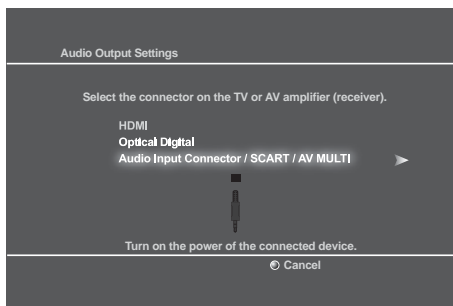 Audio Output Settings
Select the connector on the TV or AV amplifier (receiver).
HDMI
Optical Digital
Audio Input Connector / SCART / AV MULTI
Turn on the power of the connected device.
Cancel